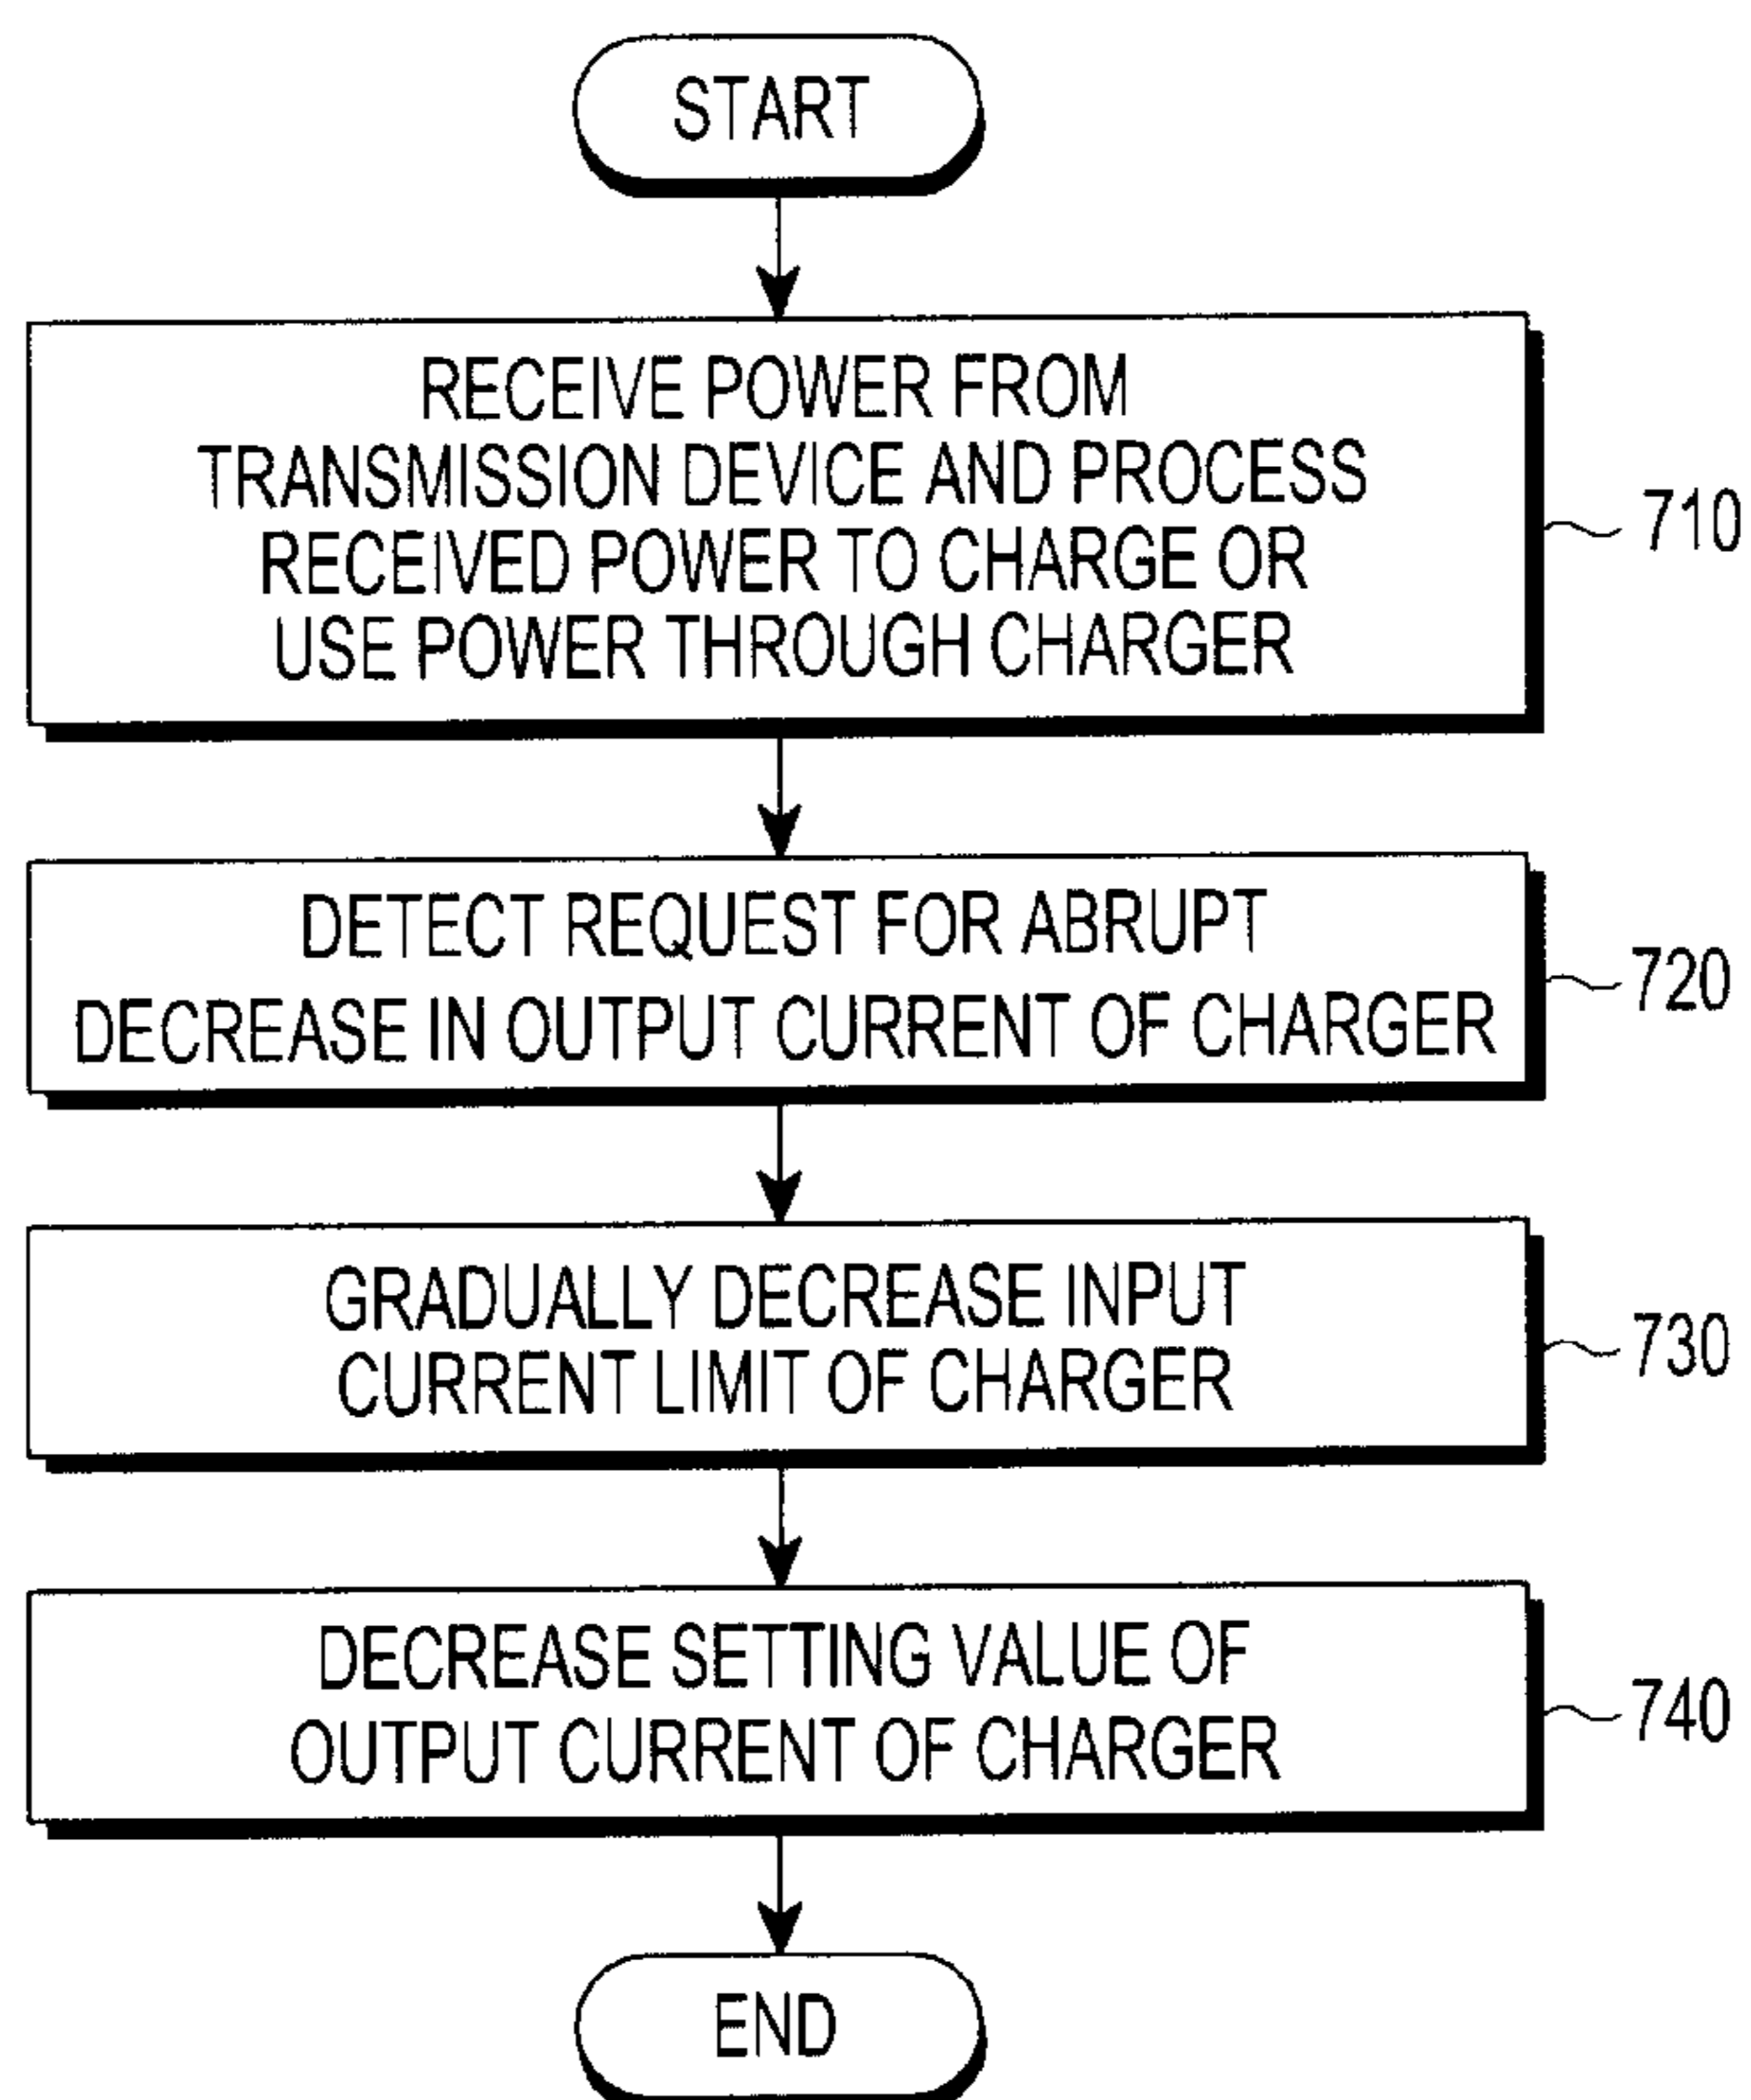 START
RECEIVE POWER FROM
TRANSMISSION DEVICE AND PROCESS
RECEIVED POWER TO CHARGE OR
USE POWER THROUGH CHARGER
710
DETECT REQUEST FOR ABRUPT
DECREASE IN OUTPUT CURRENT OF CHARGER
720
GRADUALLY DECREASE INPUT
CURRENT LIMIT OF CHARGER
730
DECREASE SETTING VALUE OF
OUTPUT CURRENT OF CHARGER
740
END